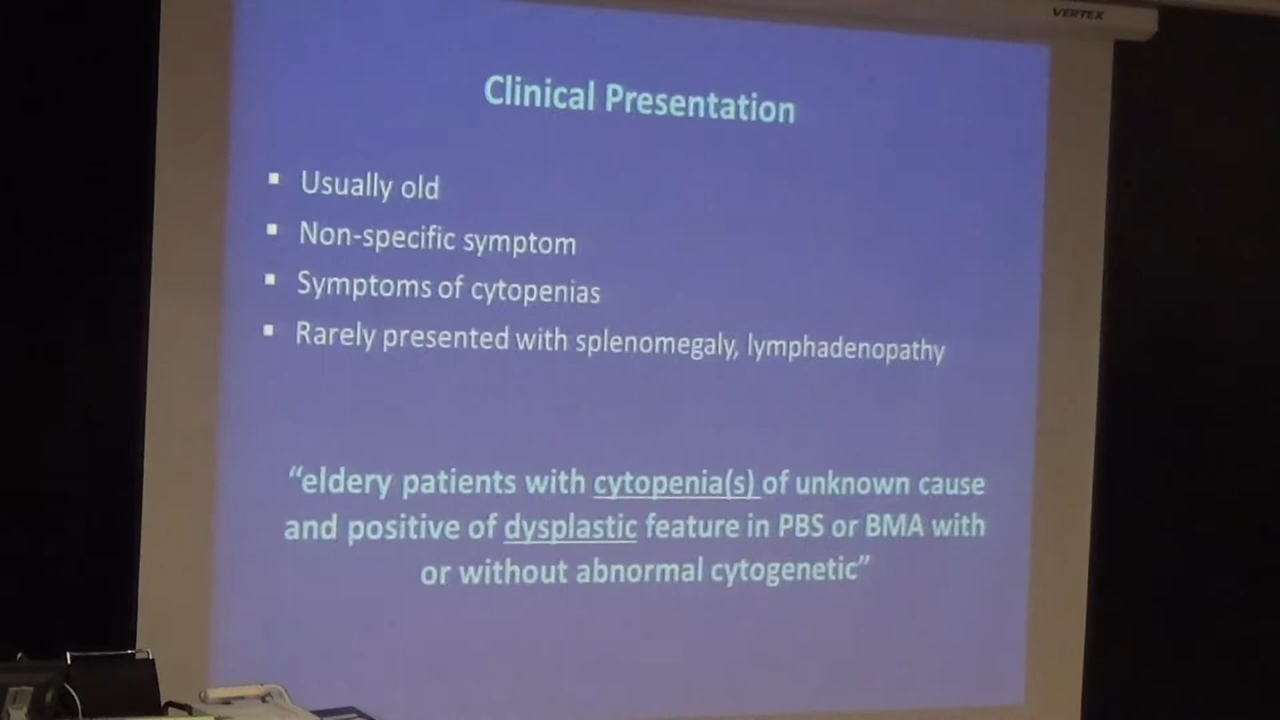 VERTEX
Clinical Presentation
▪ Usually old
▪ Non-specific symptom
▪ Symptoms of cytopenias
▪ Rarely presented with splenomegaly, lymphadenopathy
“eldery patients with cytopenia(s) of unknown cause
and positive of dysplastic feature in PBS or BMA with
or without abnormal cytogenetic”